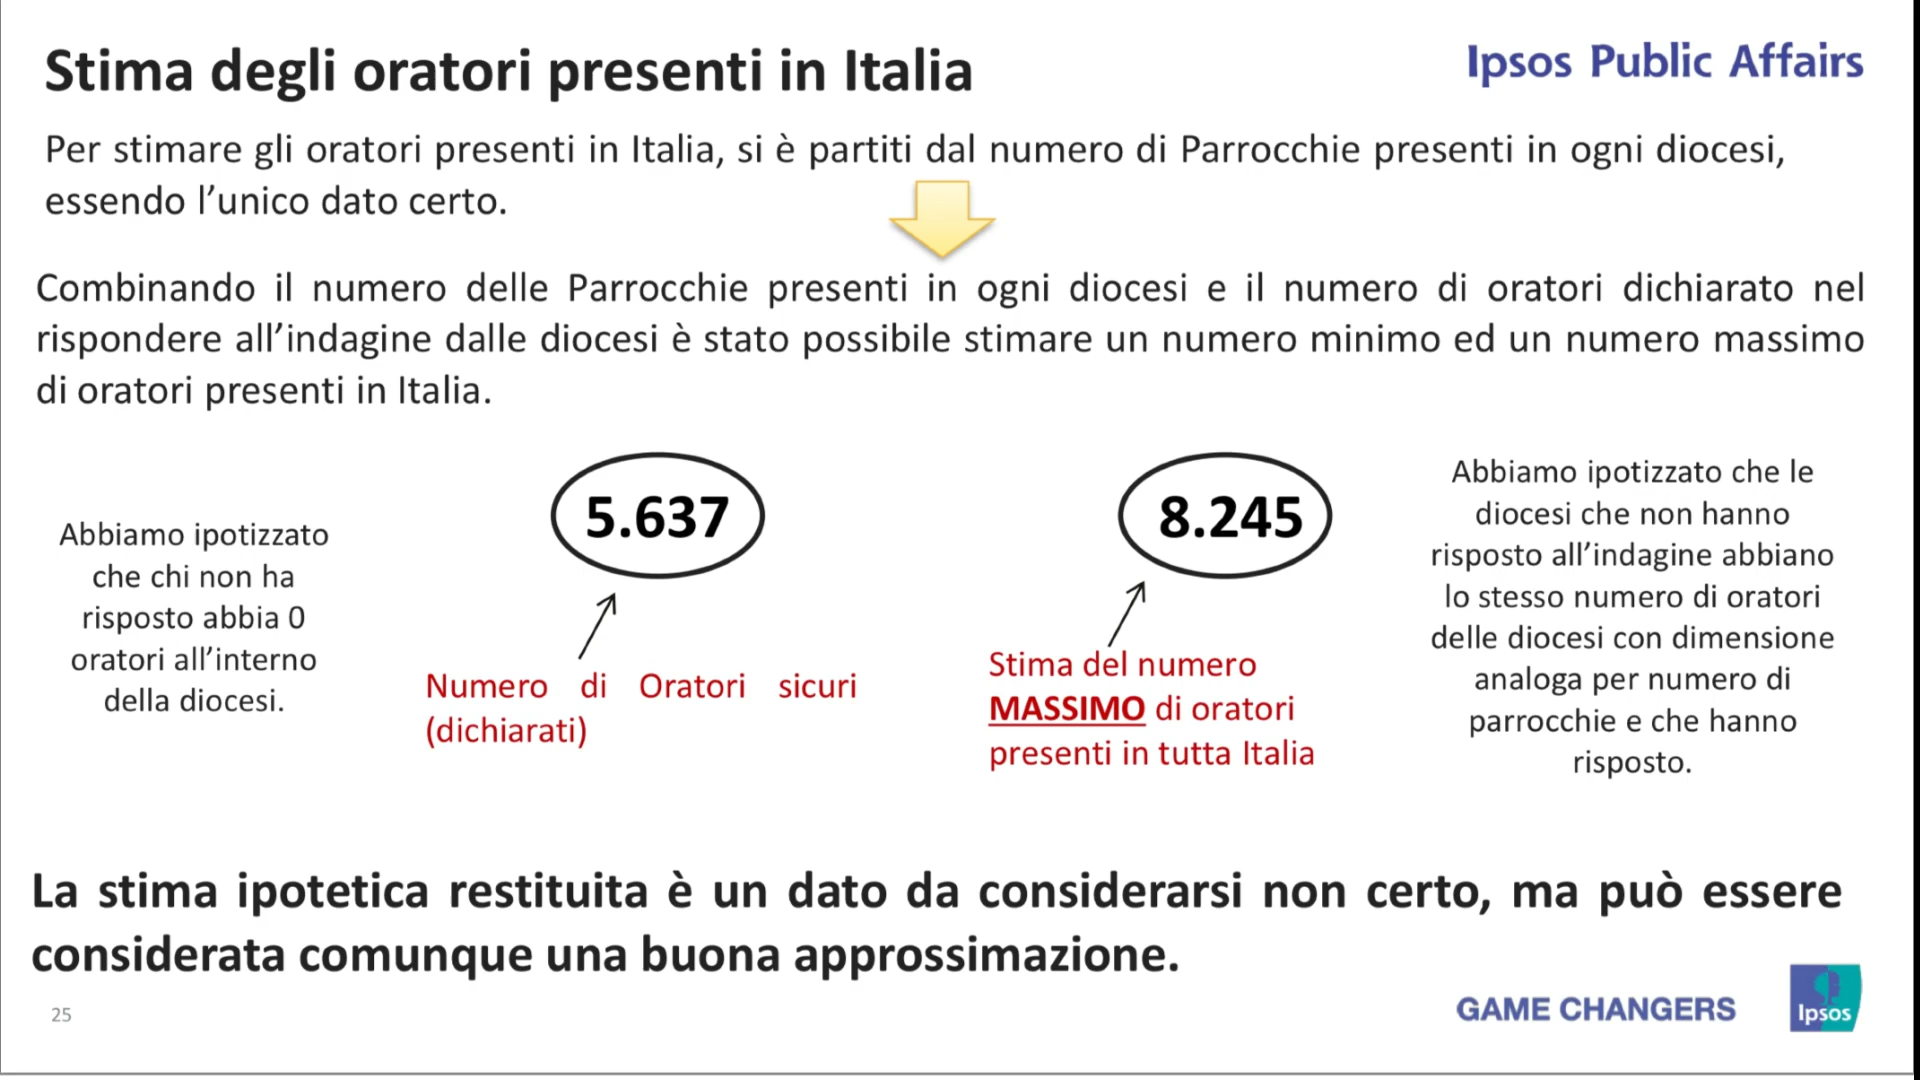 Stima degli oratori presenti in Italia
Ipsos Public Affairs
Per stimare gli oratori presenti in Italia, si è partiti dal numero di Parrocchie presenti in ogni diocesi,
essendo l’unico dato certo.
Combinando il numero delle Parrocchie presenti in ogni diocesi e il numero di oratori dichiarato nel
rispondere all’indagine dalle diocesi è stato possibile stimare un numero minimo ed un numero massimo
di oratori presenti in Italia.
Abbiamo ipotizzato
che chi non ha
risposto abbia 0
oratori all’interno
della diocesi.
5.637
Numero di Oratori sicuri
(dichiarati)
8.245
Stima del numero
MASSIMO di oratori
presenti in tutta Italia
Abbiamo ipotizzato che le
diocesi che non hanno
risposto all’indagine abbiano
lo stesso numero di oratori
delle diocesi con dimensione
analoga per numero di
parrocchie e che hanno
risposto.
La stima ipotetica restituita è un dato da considerarsi non certo, ma può essere
considerata comunque una buona approssimazione.
25
GAME CHANGERS
Ipsos